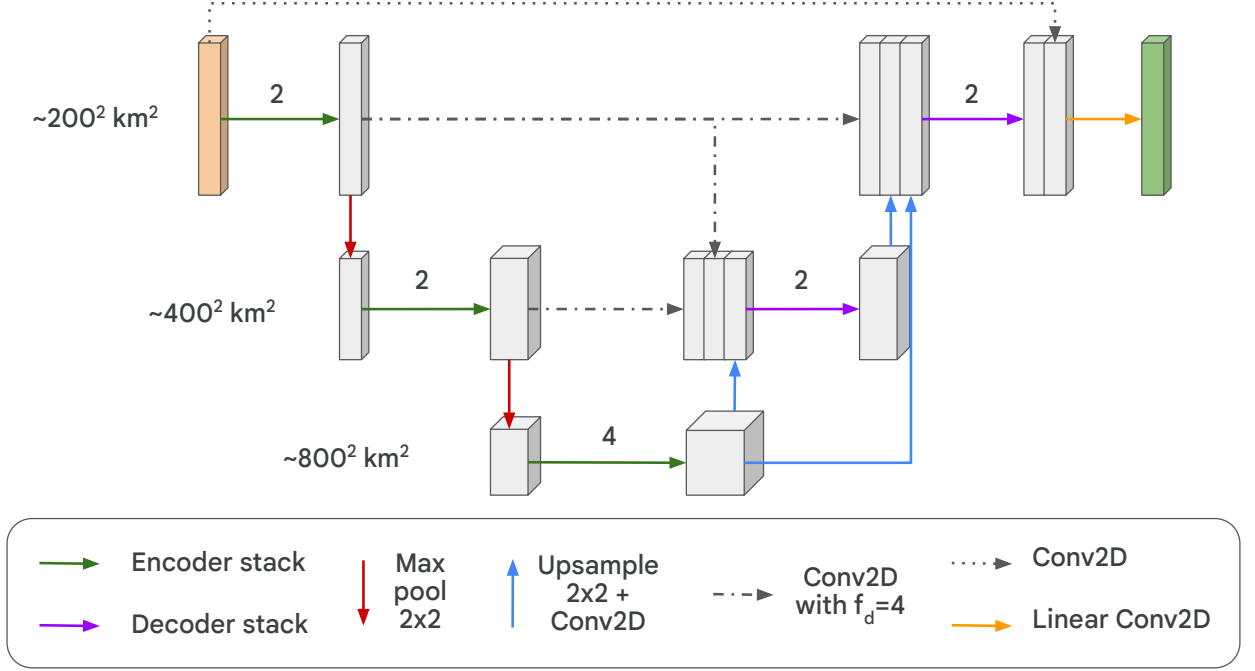 2
2
~200² km²
2
2
~400² km²
4
~800² km²
Encoder stack
Decoder stack
Max
pool
2x2
Upsample
2x2 +
Conv2D
Conv2D
with f_d=4
Conv2D
Linear Conv2D